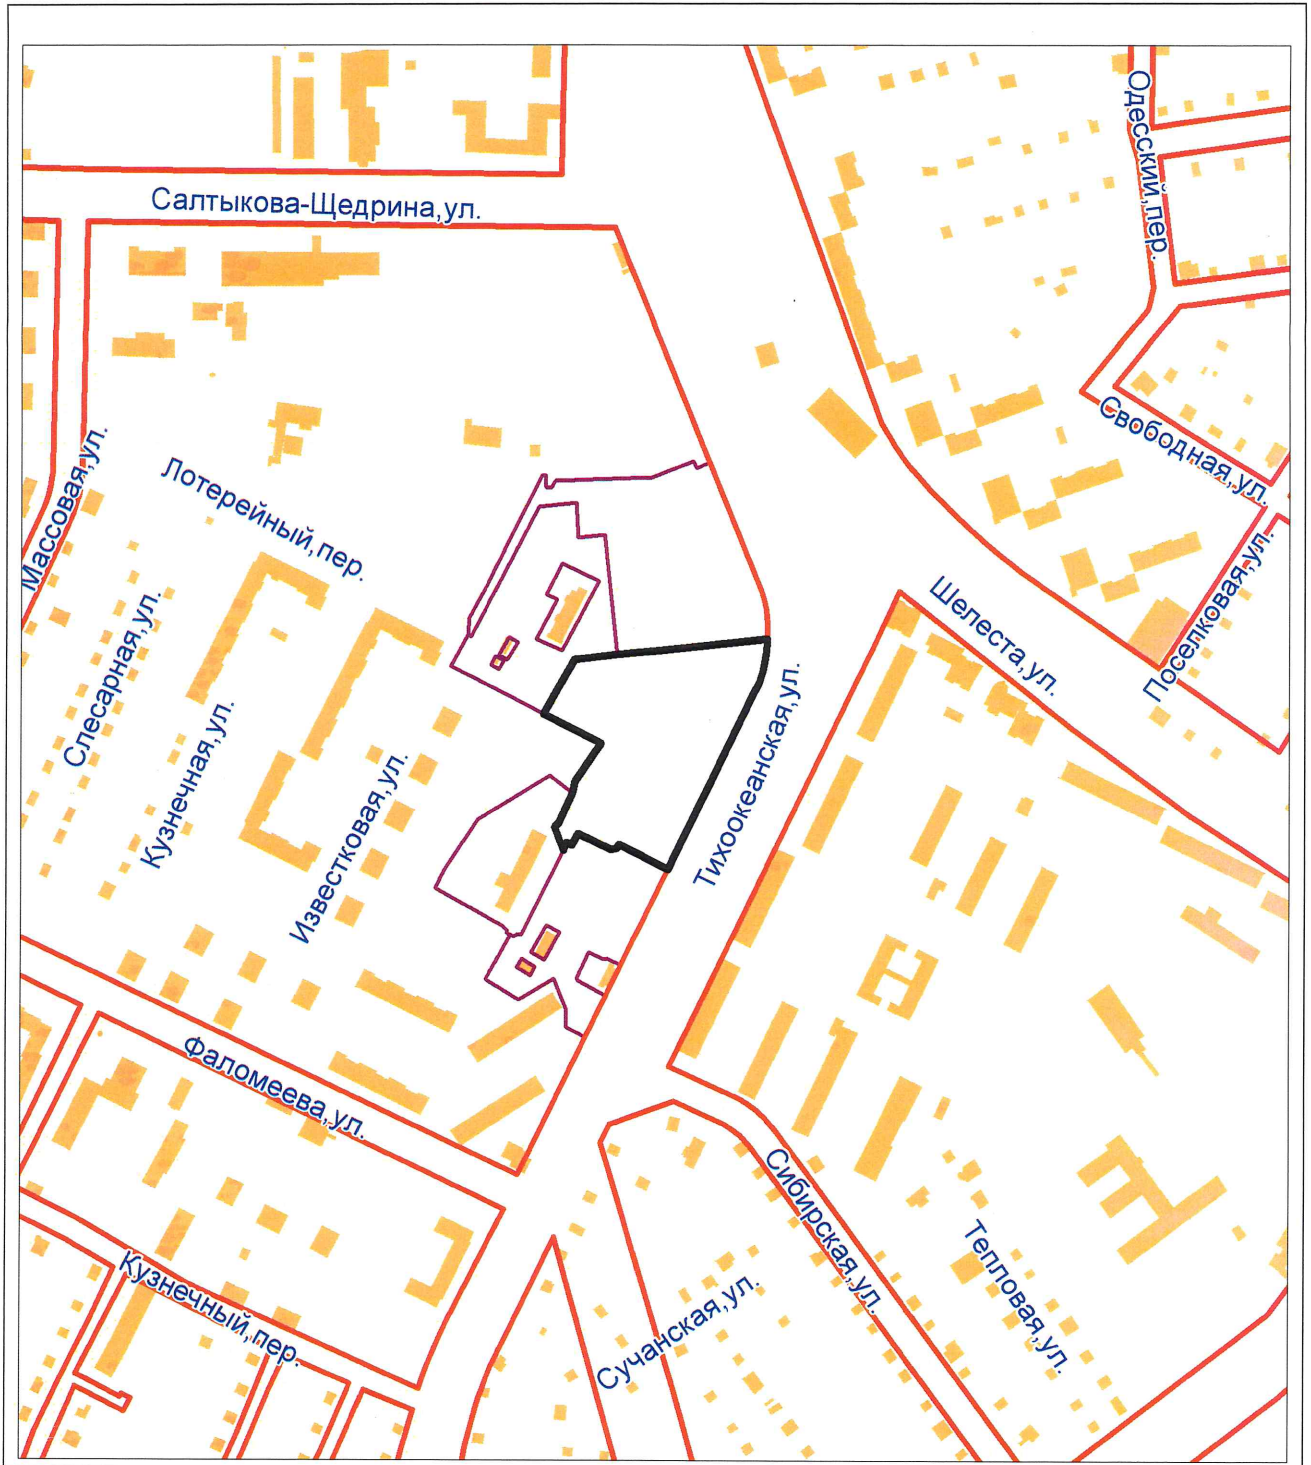 Одесский,пер.
Салтыкова-Щедрина,ул.
Свободная,ул.
Массовая,ул.
Лотерейный,пер.
Поселковая,ул.
Шелеста,ул.
Слесарная,ул.
Кузнечная,ул.
Тихоокеанская,ул.
Известковая,ул.
Фаломеева,ул.
Сибирская,ул.
Тепловая,ул.
Кузнечный,пер.
Сучанская,ул.